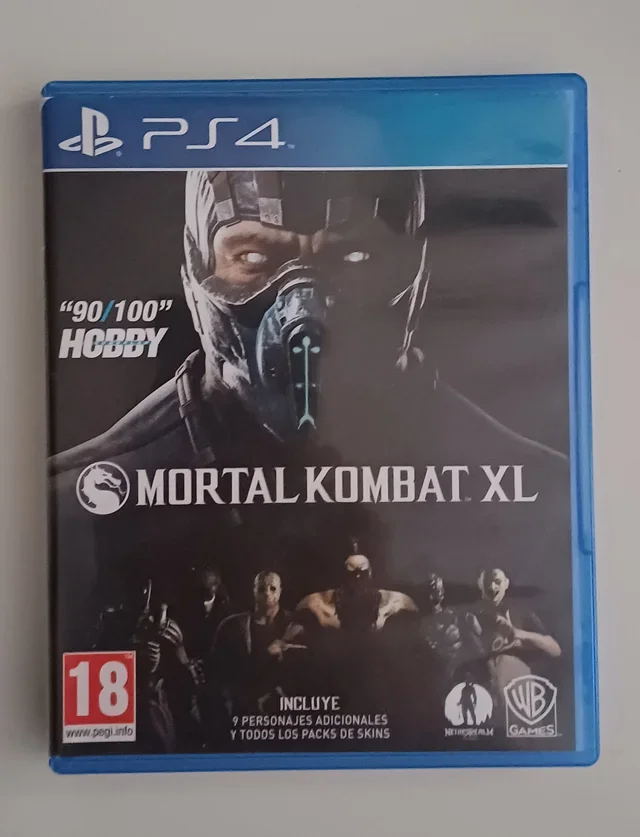 PS4
"90/100"
HOBBY
MORTAL KOMBAT XL
18
www.pegi.info
INCLUYE
9 PERSONAJES ADICIONALES
Y TODOS LOS PACKS DE SKINS
NETHERREALM
WB
GAMES